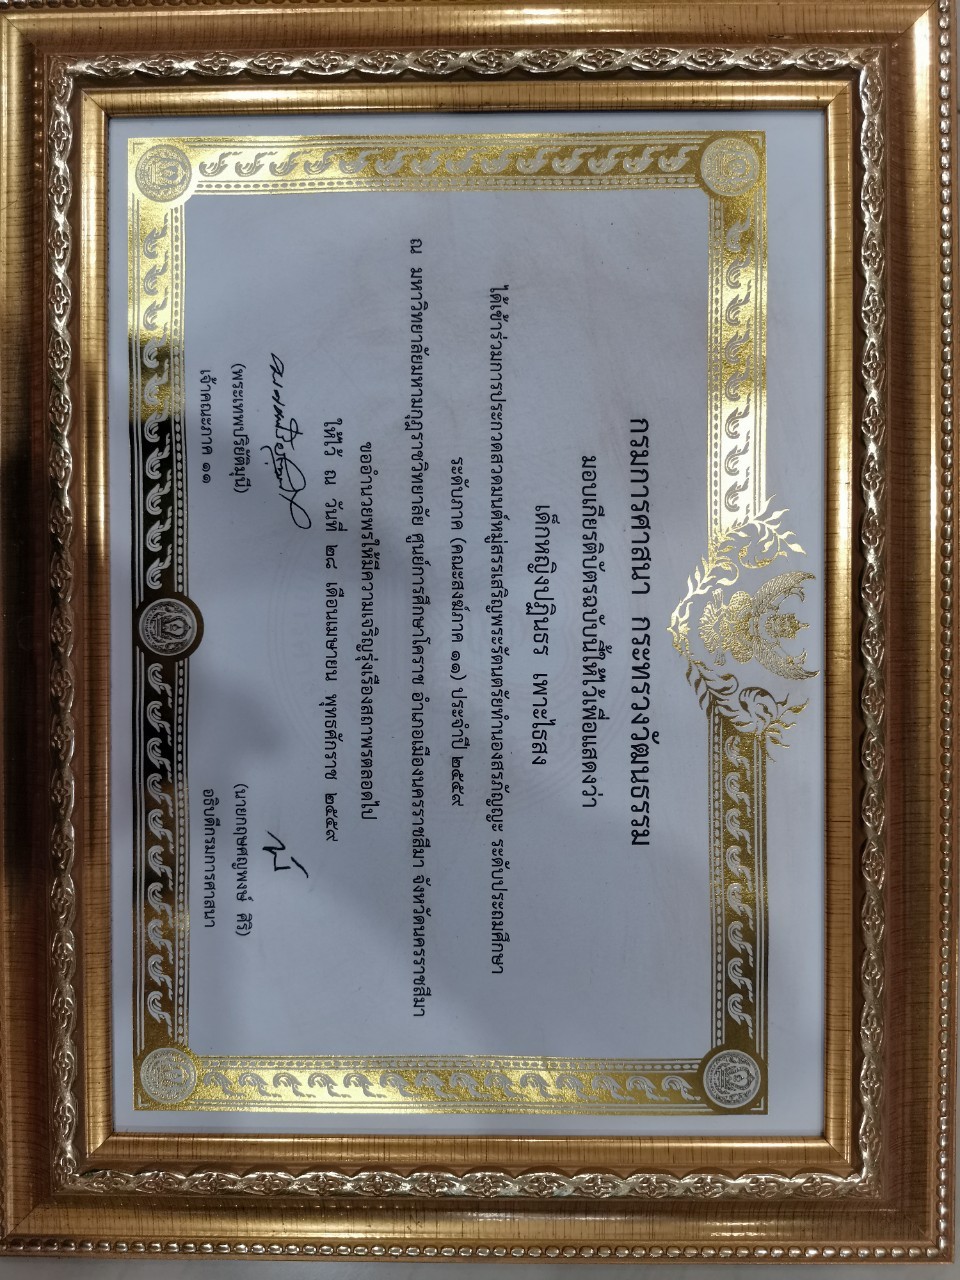 กรมการศาสนา กระทรวงวัฒนธรรม
มอบเกียรติบัตรฉบับนี้ให้ไว้เพื่อแสดงว่า
เด็กหญิงปฏินธร เพาะไธสง
ได้เข้าร่วมการประกวดสวดมนต์หมู่สรรเสริญพระรัตนตรัยทำนองสรภัญญะ ระดับประถมศึกษา
ระดับภาค (คณะสงฆ์ภาค ๑๑) ประจำปี ๒๕๕๙
ณ มหาวิทยาลัยมหามกุฏราชวิทยาลัย ศูนย์การศึกษาโคราช อำเภอเมืองนครราชสีมา จังหวัดนครราชสีมา
ขออำนวยพรให้มีความเจริญรุ่งเรืองสถาพรตลอดไป
ให้ไว้ ณ วันที่ ๒๘ เดือนเมษายน พุทธศักราช ๒๕๕๙
(พระเทพปริยัติมุนี)
เจ้าคณะภาค ๑๑
(นายกฤษศญพงษ์ ศิริ)
อธิบดีกรมการศาสนา